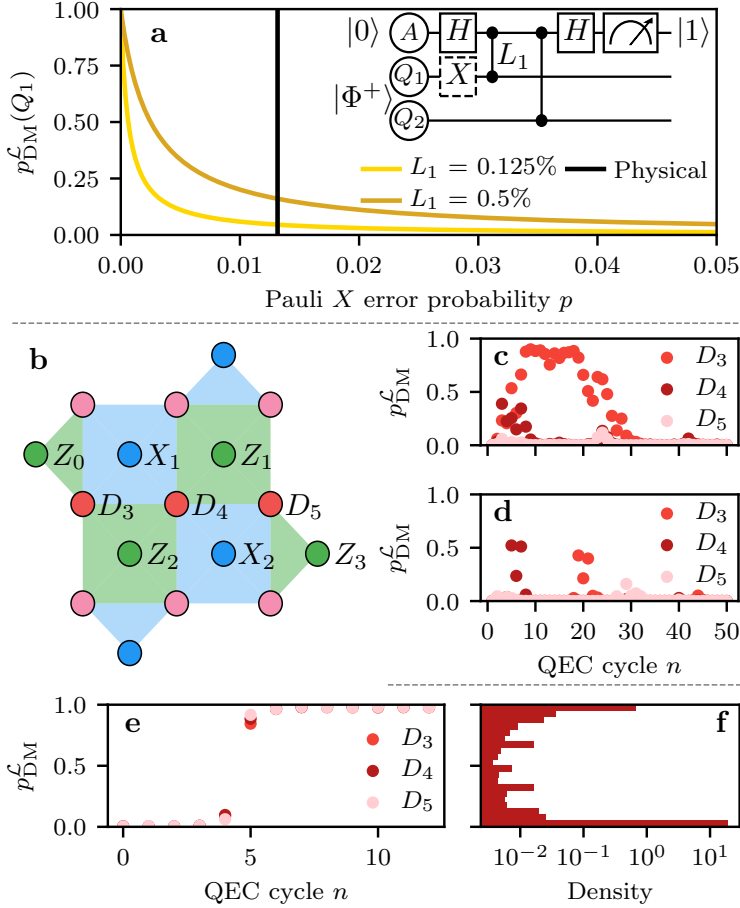 a
|0⟩ A H H |1⟩
L₁
Q₁ X
|Φ⁺⟩
Q₂
L₁ = 0.125% Physical
L₁ = 0.5%
1.00
0.75
0.50
0.25
0.00
p_DM^ℒ(Q₁)
0.00 0.01 0.02 0.03 0.04 0.05
Pauli X error probability p
b
Z₀ X₁ Z₁
D₃ D₄ D₅
Z₂ X₂ Z₃
c
1.0
0.5
0.0
p_DM^ℒ
D₃
D₄
D₅
d
1.0
0.5
0.0
p_DM^ℒ
D₃
D₄
D₅
0 10 20 30 40 50
QEC cycle n
e
1.0
0.5
0.0
p_DM^ℒ
D₃
D₄
D₅
0 5 10
QEC cycle n
f
10⁻² 10⁻¹ 10⁰ 10¹
Density